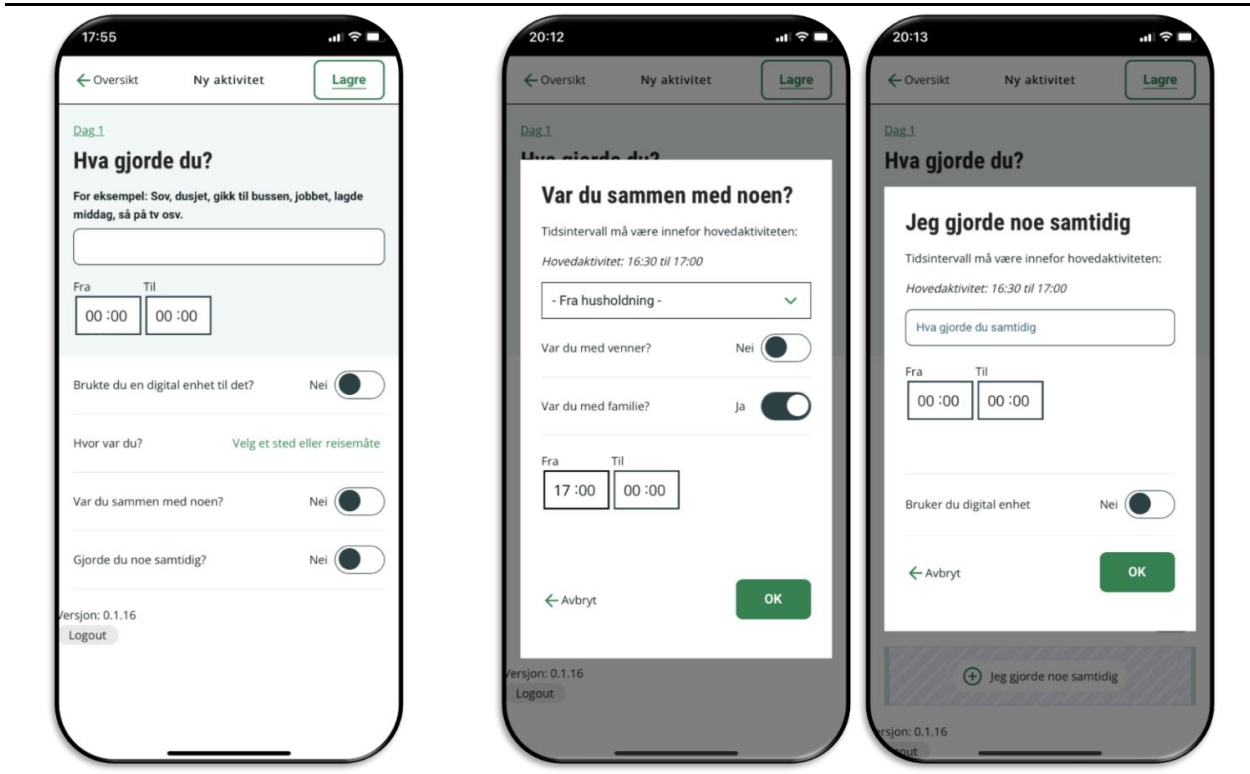 17:55
Oversikt Ny aktivitet Lagre
Dag 1
Hva gjorde du?
For eksempel: Sov, dusjet, gikk til bussen, jobbet, lagde
middag, så på tv osv.
Fra Til
00 :00 00 :00
Brukte du en digital enhet til det? Nei
Hvor var du? Velg et sted eller reisemåte
Var du sammen med noen? Nei
Gjorde du noe samtidig? Nei
Versjon: 0.1.16
Logout
20:12
Oversikt Ny aktivitet Lagre
Dag 1
Hva gjorde du?
Var du sammen med noen?
Tidsintervall må være innefor hovedaktiviteten:
Hovedaktivitet: 16:30 til 17:00
- Fra husholdning -
Var du med venner? Nei
Var du med familie? Ja
Fra Til
17 :00 00 :00
Avbryt OK
Versjon: 0.1.16
Logout
20:13
Oversikt Ny aktivitet Lagre
Dag 1
Hva gjorde du?
Jeg gjorde noe samtidig
Tidsintervall må være innefor hovedaktiviteten:
Hovedaktivitet: 16:30 til 17:00
Hva gjorde du samtidig
Fra Til
00 :00 00 :00
Bruker du digital enhet Nei
Avbryt OK
Jeg gjorde noe samtidig
ersjon: 0.1.16
out